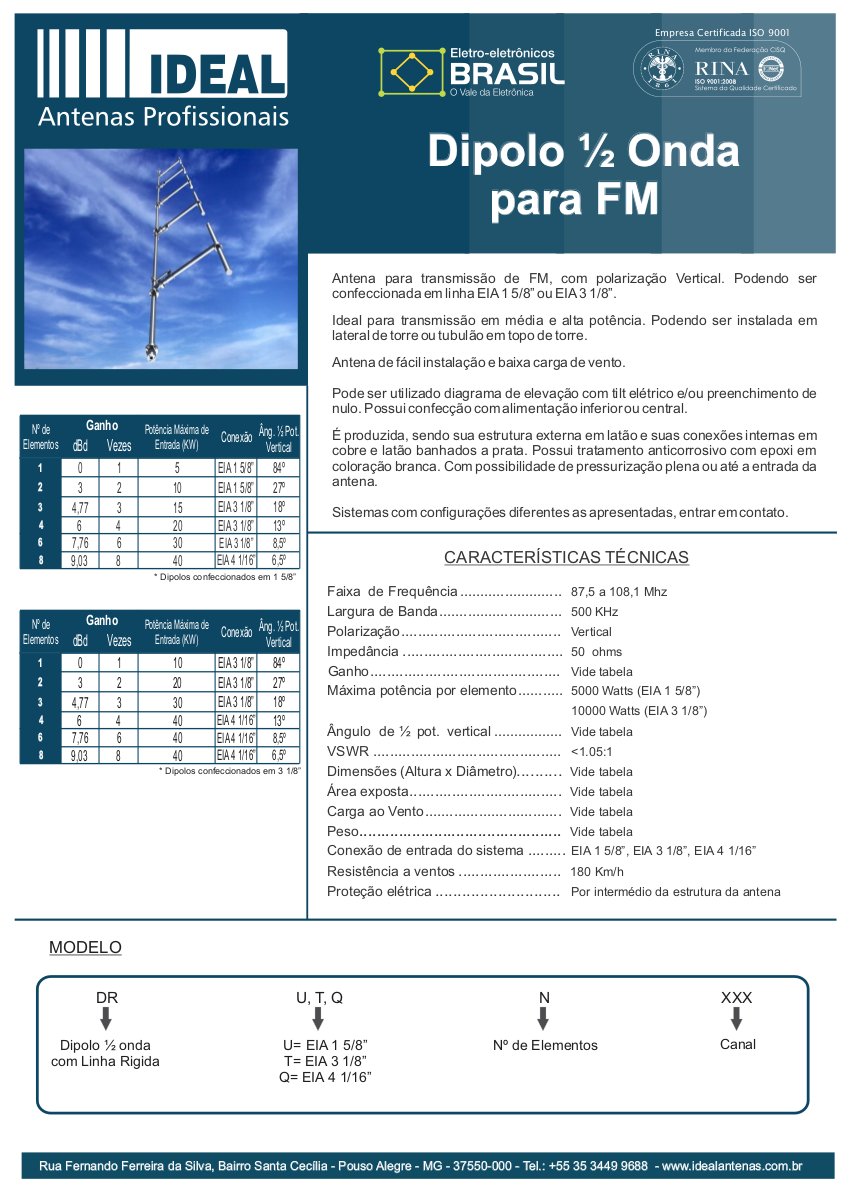 IDEAL
Antenas Profissionais
Eletro-eletrônicos
BRASIL
O Vale da Eletrônica
Empresa Certificada ISO 9001
Membro da Federação CISQ
RINA
ISO 9001:2008
Sistema da Qualidade Certificado
Dipolo ½ Onda
para FM
Antena para transmissão de FM, com polarização Vertical. Podendo ser
confeccionada em linha EIA 1 5/8” ou EIA 3 1/8”.
Ideal para transmissão em média e alta potência. Podendo ser instalada em
lateral de torre ou tubulão em topo de torre.
Antena de fácil instalação e baixa carga de vento.
Pode ser utilizado diagrama de elevação com tilt elétrico e/ou preenchimento de
nulo. Possui confecção com alimentação inferior ou central.
É produzida, sendo sua estrutura externa em latão e suas conexões internas em
cobre e latão banhados a prata. Possui tratamento anticorrosivo com epoxi em
coloração branca. Com possibilidade de pressurização plena ou até a entrada da
antena.
Sistemas com configurações diferentes as apresentadas, entrar em contato.
Nº de Elementos Ganho dBd Vezes Potência Máxima de Entrada (KW) Conexão Âng. ½ Pot. Vertical
1 0 1 5 EIA 1 5/8” 84º
2 3 2 10 EIA 1 5/8” 27º
3 4,77 3 15 EIA 3 1/8” 18º
4 6 4 20 EIA 3 1/8” 13º
6 7,76 6 30 EIA 3 1/8” 8,5º
8 9,03 8 40 EIA 4 1/16” 6,5º
* Dipolos confeccionados em 1 5/8”
Nº de Elementos Ganho dBd Vezes Potência Máxima de Entrada (KW) Conexão Âng. ½ Pot. Vertical
1 0 1 10 EIA 3 1/8” 84º
2 3 2 20 EIA 3 1/8” 27º
3 4,77 3 30 EIA 3 1/8” 18º
4 6 4 40 EIA 4 1/16” 13º
6 7,76 6 40 EIA 4 1/16” 8,5º
8 9,03 8 40 EIA 4 1/16” 6,5º
* Dipolos confeccionados em 3 1/8”
CARACTERÍSTICAS TÉCNICAS
Faixa de Frequência ........................ 87,5 a 108,1 Mhz
Largura de Banda............................. 500 KHz
Polarização..................................... Vertical
Impedância ..................................... 50 ohms
Ganho............................................ Vide tabela
Máxima potência por elemento........... 5000 Watts (EIA 1 5/8”)
10000 Watts (EIA 3 1/8”)
Ângulo de ½ pot. vertical ................ Vide tabela
VSWR ............................................ <1.05:1
Dimensões (Altura x Diâmetro).......... Vide tabela
Área exposta................................... Vide tabela
Carga ao Vento................................ Vide tabela
Peso.............................................. Vide tabela
Conexão de entrada do sistema ......... EIA 1 5/8”, EIA 3 1/8”, EIA 4 1/16”
Resistência a ventos ........................ 180 Km/h
Proteção elétrica ............................. Por intermédio da estrutura da antena
MODELO
DR U, T, Q N XXX
Dipolo ½ onda
com Linha Rigida
U= EIA 1 5/8”
T= EIA 3 1/8”
Q= EIA 4 1/16”
Nº de Elementos
Canal
Rua Fernando Ferreira da Silva, Bairro Santa Cecília - Pouso Alegre - MG - 37550-000 - Tel.: +55 35 3449 9688 - www.idealantenas.com.br